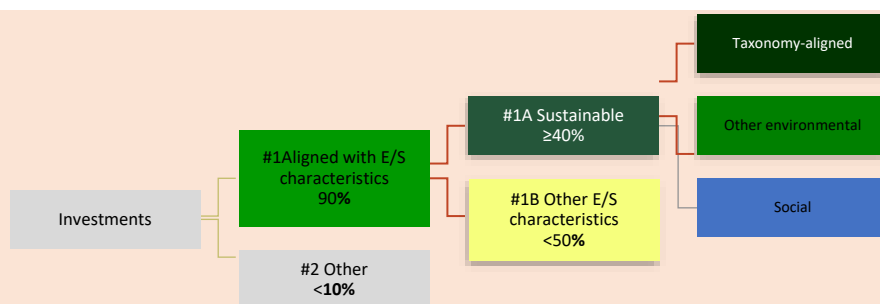 Taxonomy-aligned
#1A Sustainable
≥40%
Other environmental
#1Aligned with E/S
characteristics
90%
#1B Other E/S
characteristics
<50%
Social
Investments
#2 Other
<10%